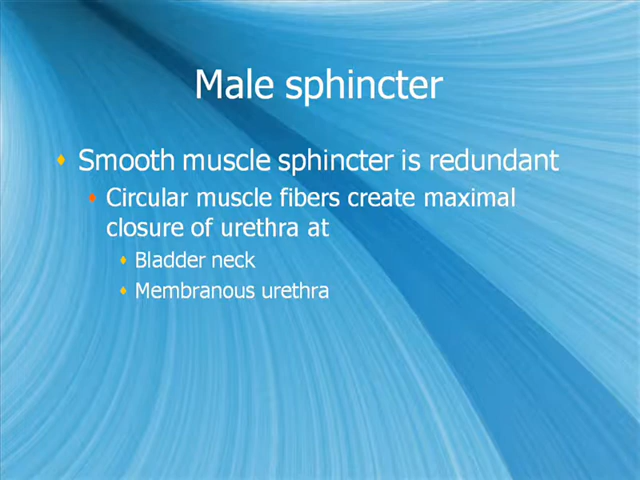 Male sphincter
Smooth muscle sphincter is redundant
Circular muscle fibers create maximal
closure of urethra at
Bladder neck
Membranous urethra